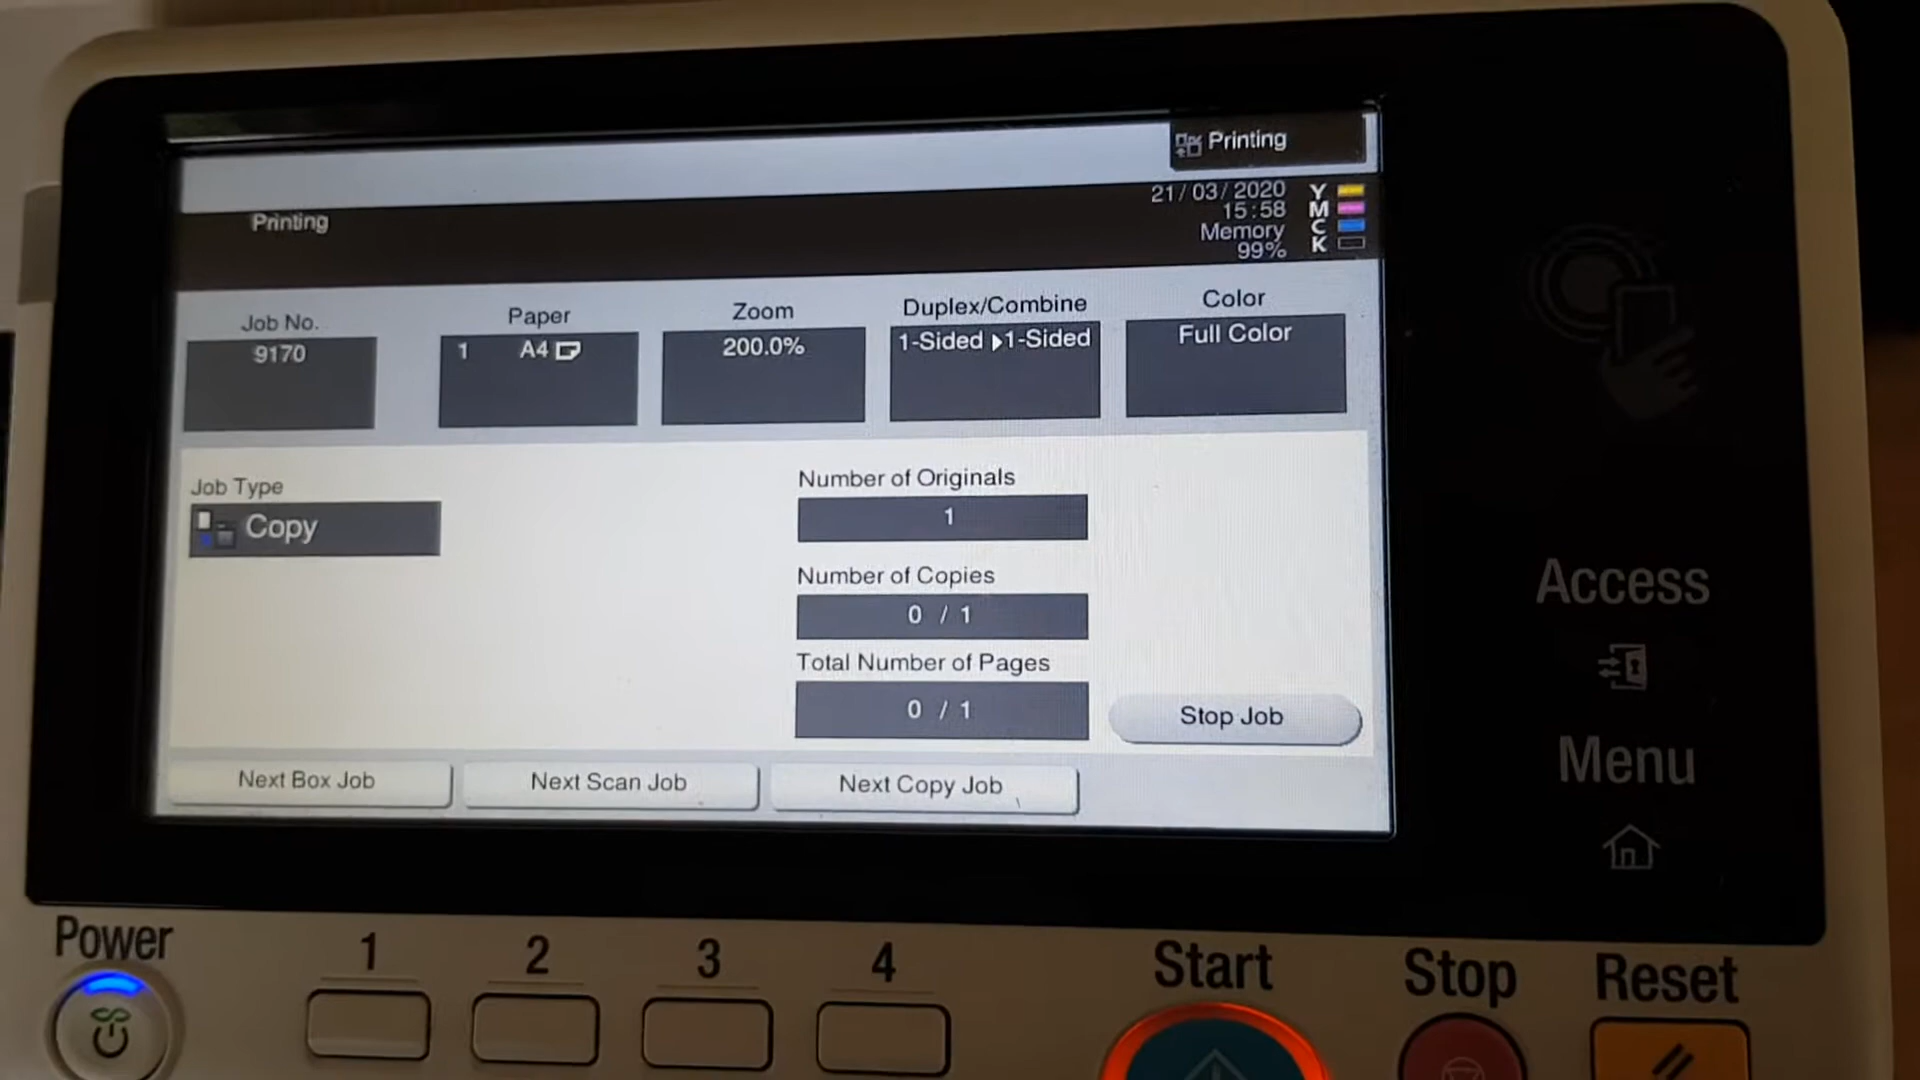 Printing
21/03/2020
15:58
Memory
99%
Y
M
C
K
Printing
Job No.
9170
Paper
1 A4
Zoom
200.0%
Duplex/Combine
1-Sided ▶1-Sided
Color
Full Color
Job Type
Copy
Number of Originals
1
Number of Copies
0 / 1
Total Number of Pages
0 / 1
Stop Job
Next Box Job
Next Scan Job
Next Copy Job
Access
Menu
Power
1
2
3
4
Start
Stop
Reset